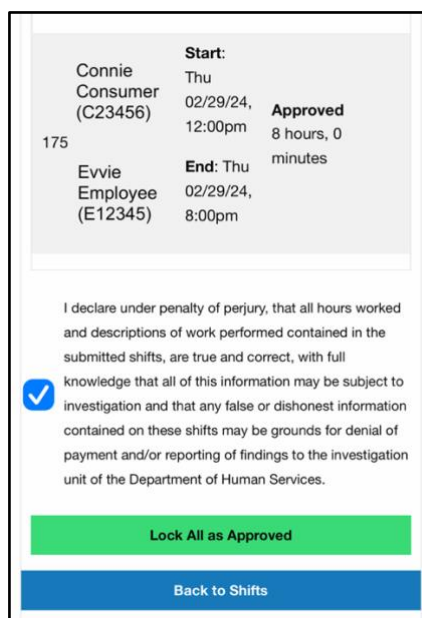 175
Connie
Consumer
(C23456)
Evvie
Employee
(E12345)
Start:
Thu
02/29/24,
12:00pm
End: Thu
02/29/24,
8:00pm
Approved
8 hours, 0
minutes
I declare under penalty of perjury, that all hours worked
and descriptions of work performed contained in the
submitted shifts, are true and correct, with full
knowledge that all of this information may be subject to
investigation and that any false or dishonest information
contained on these shifts may be grounds for denial of
payment and/or reporting of findings to the investigation
unit of the Department of Human Services.
Lock All as Approved
Back to Shifts